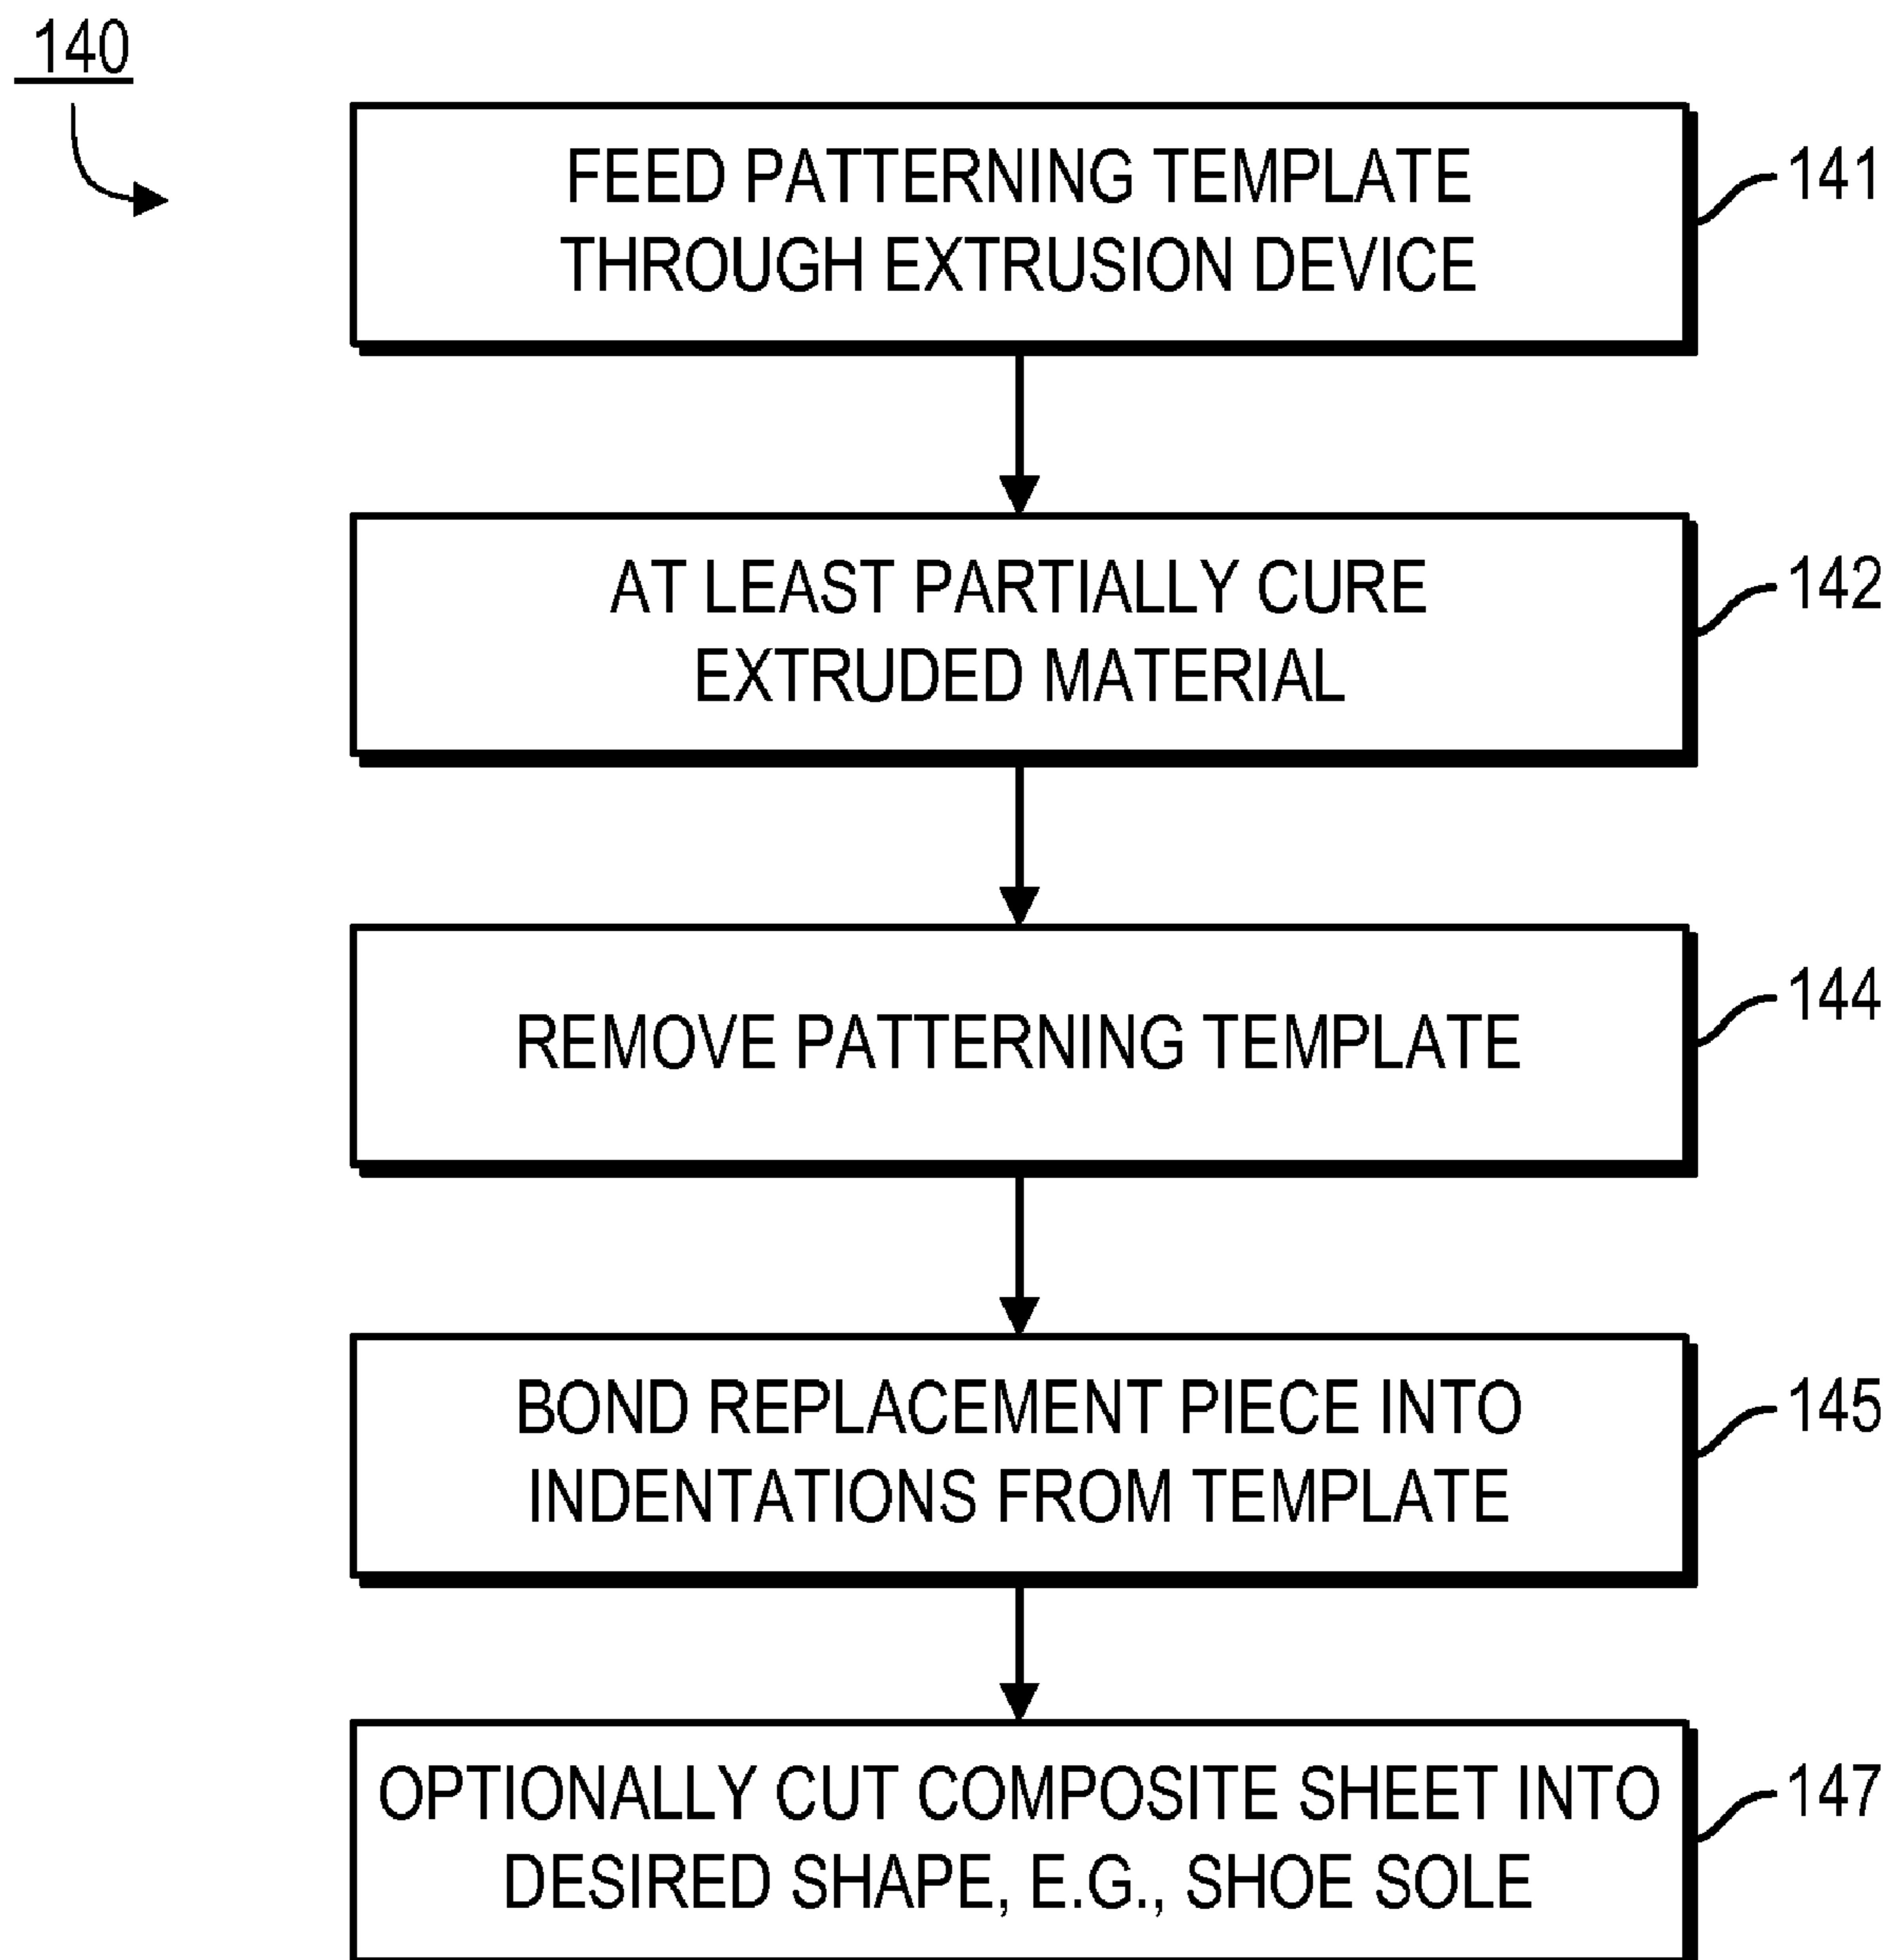 140
FEED PATTERNING TEMPLATE
THROUGH EXTRUSION DEVICE
141
AT LEAST PARTIALLY CURE
EXTRUDED MATERIAL
142
REMOVE PATTERNING TEMPLATE
144
BOND REPLACEMENT PIECE INTO
INDENTATIONS FROM TEMPLATE
145
OPTIONALLY CUT COMPOSITE SHEET INTO
DESIRED SHAPE, E.G., SHOE SOLE
147